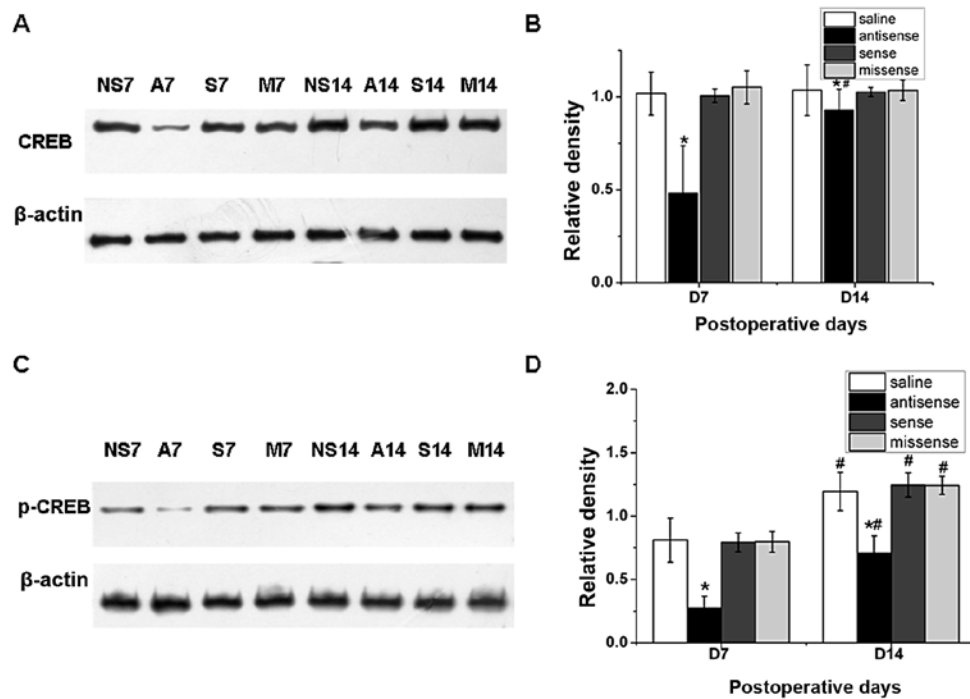 A
NS7 A7 S7 M7 NS14 A14 S14 M14
CREB
β-actin
B
saline
antisense
sense
missense
Relative density
1.0
0.5
0.0
*
*#
D7 D14
Postoperative days
C
NS7 A7 S7 M7 NS14 A14 S14 M14
p-CREB
β-actin
D
saline
antisense
sense
missense
Relative density
2.0
1.5
1.0
0.5
0.0
*
#
*#
#
#
D7 D14
Postoperative days